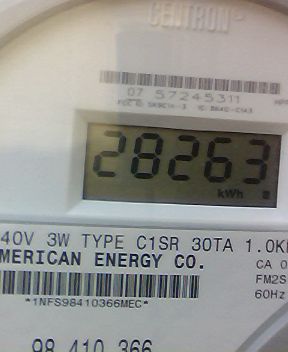 CENTRON
07 57245311
28263
kWh
40V 3W TYPE C1SR 30TA 1.0K
MERICAN ENERGY CO.
CA 0
FM2S
60Hz
*1NFS98410366MEC*
98 410 366